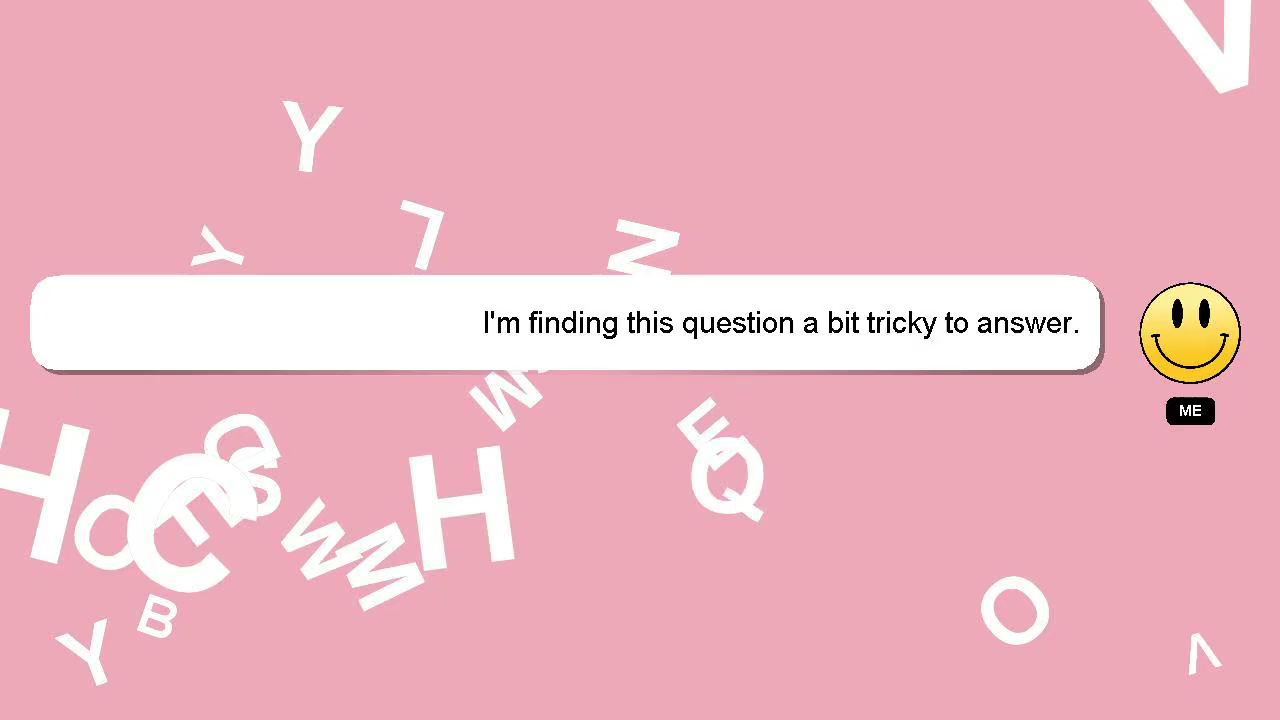 V
Y
L
Y
N
I'm finding this question a bit tricky to answer.
ME
W
H
D
S
E
Q
H
O
C
T
W
M
B
Y
O
V